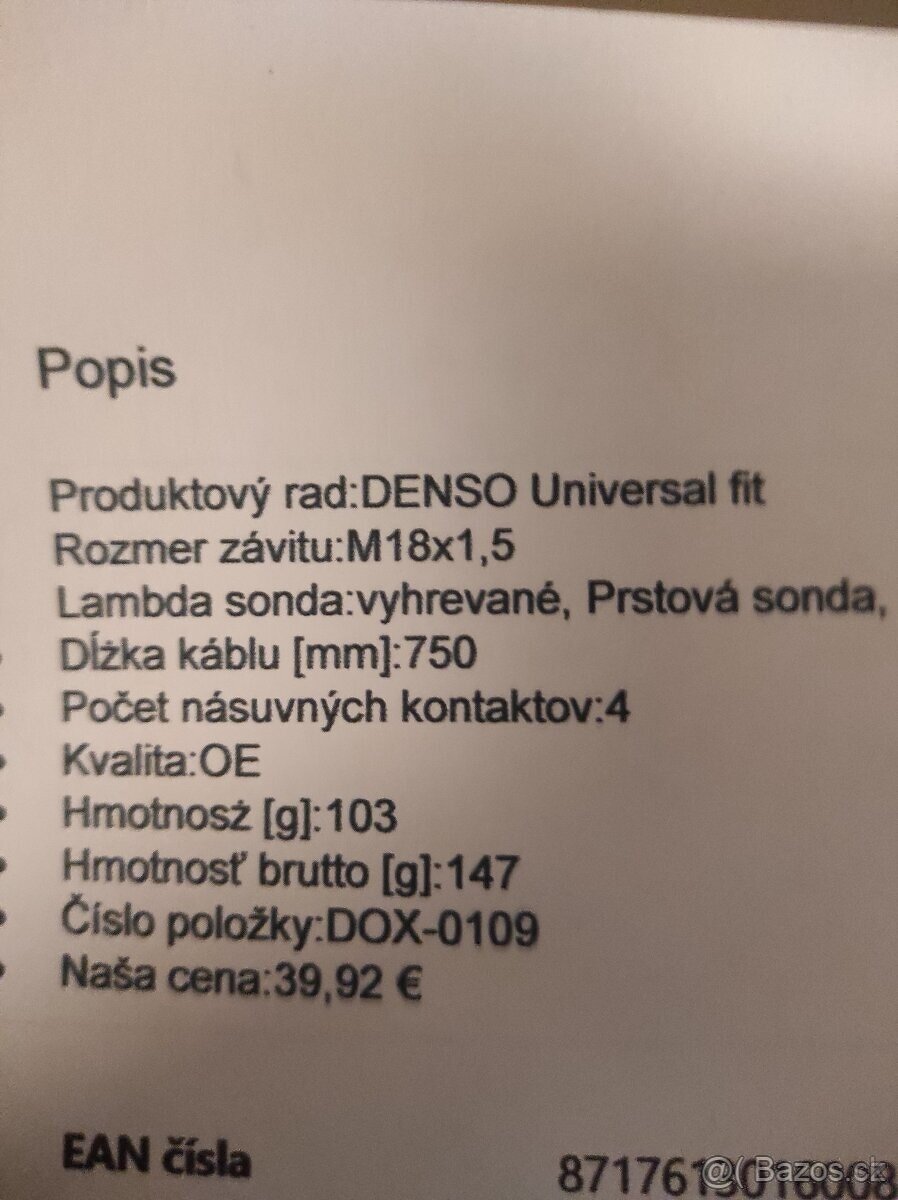 Popis
Produktový rad:DENSO Universal fit
Rozmer závitu:M18x1,5
Lambda sonda:vyhrevané, Prstová sonda,
Dĺžka káblu [mm]:750
Počet násuvných kontaktov:4
Kvalita:OE
Hmotnosż [g]:103
Hmotnosť brutto [g]:147
Číslo položky:DOX-0109
Naša cena:39,92 €
EAN čísla
@( Bazos.sk